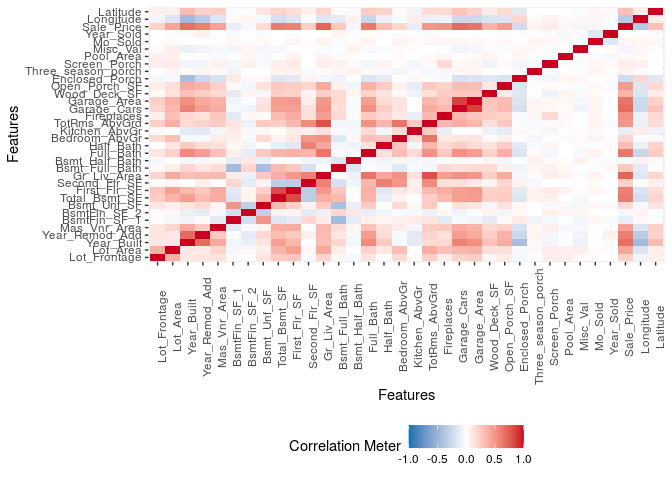 Latitude
Longitude
Sale_Price
Year_Sold
Mo_Sold
Misc_Val
Pool_Area
Screen_Porch
Three_season_porch
Enclosed_Porch
Open_Porch_SF
Wood_Deck_SF
Garage_Area
Garage_Cars
Fireplaces
TotRms_AbvGrd
Kitchen_AbvGr
Bedroom_AbvGr
Half_Bath
Full_Bath
Bsmt_Half_Bath
Bsmt_Full_Bath
Gr_Liv_Area
Second_Flr_SF
First_Flr_SF
Total_Bsmt_SF
Bsmt_Unf_SF
BsmtFin_SF_2
BsmtFin_SF_1
Mas_Vnr_Area
Year_Remod_Add
Year_Built
Lot_Area
Lot_Frontage
Features
Lot_Frontage
Lot_Area
Year_Built
Year_Remod_Add
Mas_Vnr_Area
BsmtFin_SF_1
BsmtFin_SF_2
Bsmt_Unf_SF
Total_Bsmt_SF
First_Flr_SF
Second_Flr_SF
Gr_Liv_Area
Bsmt_Full_Bath
Bsmt_Half_Bath
Full_Bath
Half_Bath
Bedroom_AbvGr
Kitchen_AbvGr
TotRms_AbvGrd
Fireplaces
Garage_Cars
Garage_Area
Wood_Deck_SF
Open_Porch_SF
Enclosed_Porch
Three_season_porch
Screen_Porch
Pool_Area
Misc_Val
Mo_Sold
Year_Sold
Sale_Price
Longitude
Latitude
Features
Correlation Meter
-1.0 -0.5 0.0 0.5 1.0